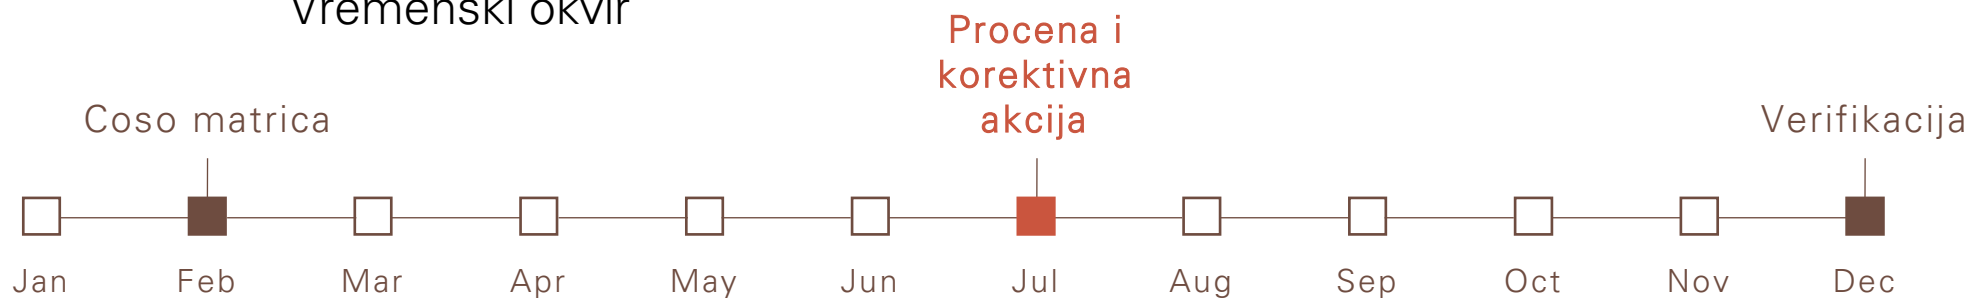 Vremenski okvir
Procena i
korektivna
akcija
Coso matrica
Verifikacija
Jan Feb Mar Apr May Jun Jul Aug Sep Oct Nov Dec